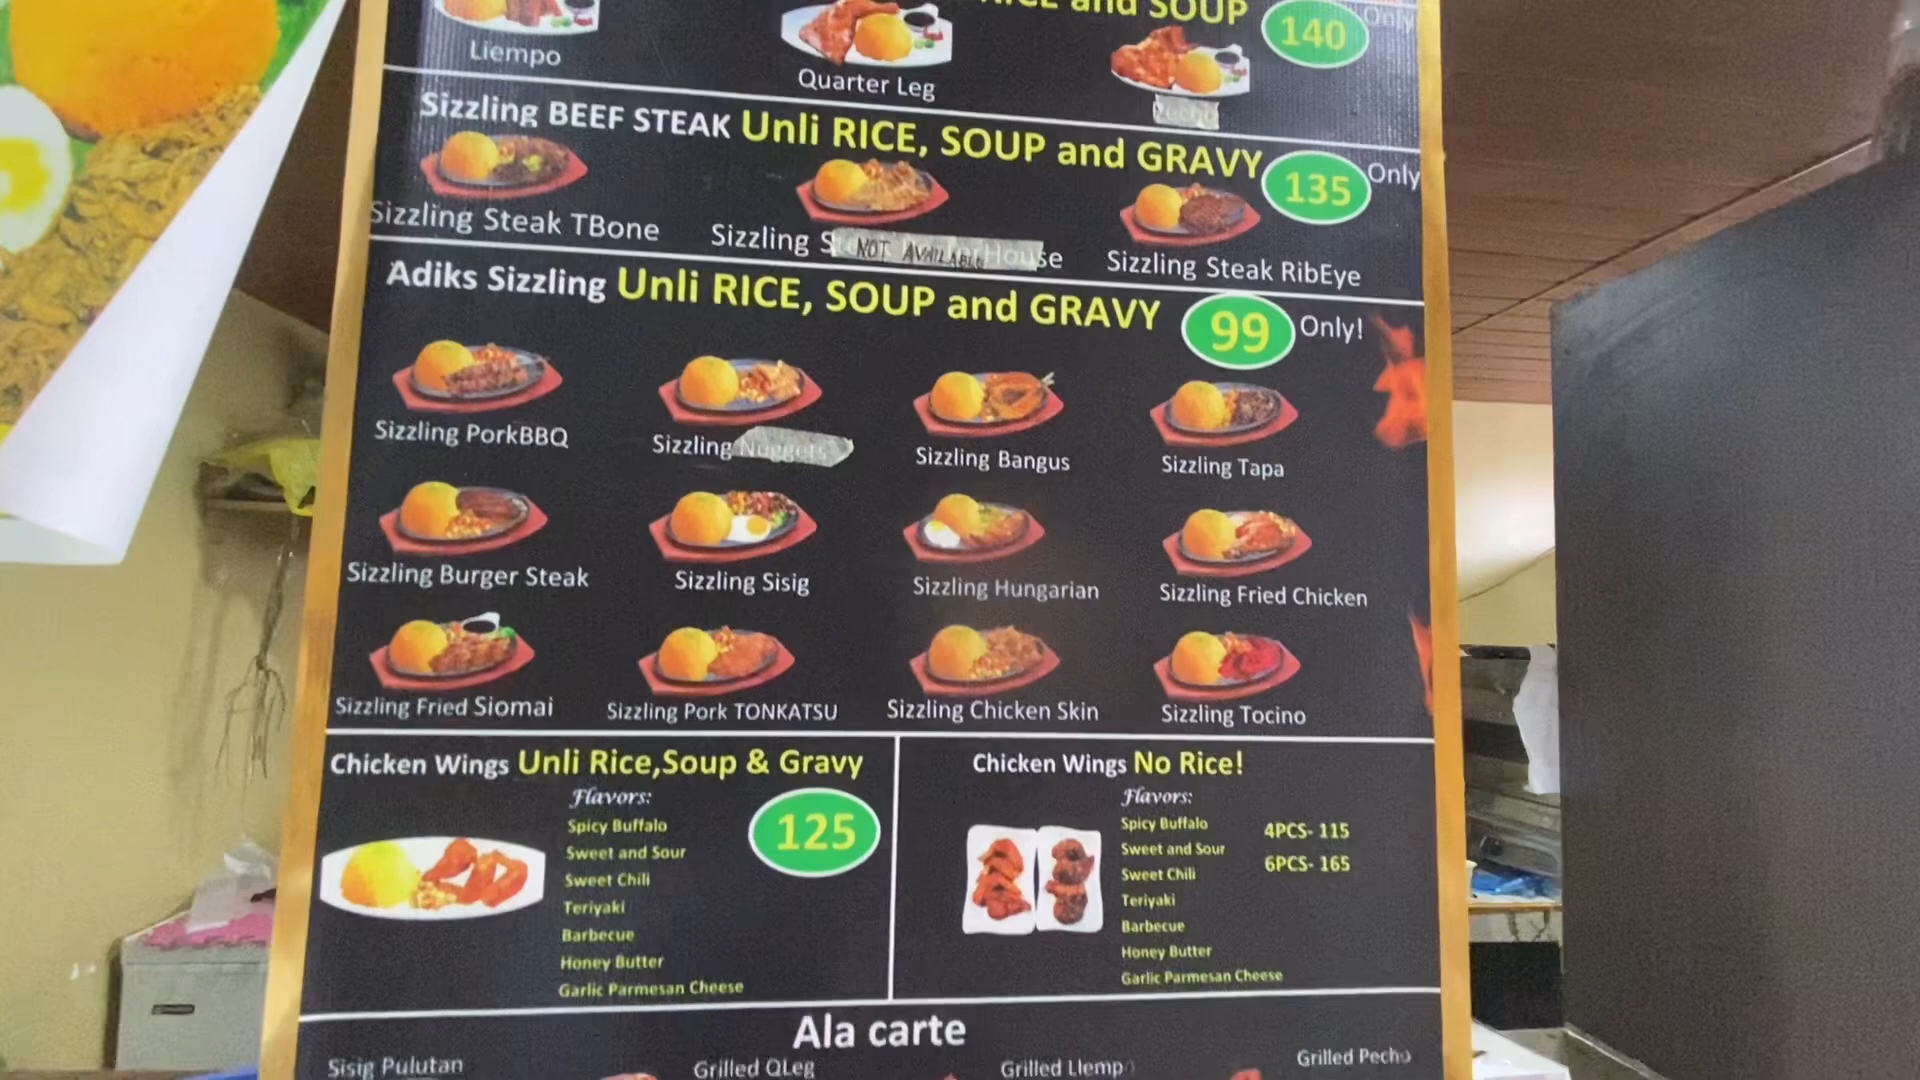 RICE and SOUP 140 Only
Liempo
Quarter Leg
Pecho
Sizzling BEEF STEAK Unli RICE, SOUP and GRAVY 135 Only
Sizzling Steak TBone
Sizzling NOT AVAILABLE House
Sizzling Steak RibEye
Adiks Sizzling Unli RICE, SOUP and GRAVY 99 Only!
Sizzling PorkBBQ
Sizzling Nuggets
Sizzling Bangus
Sizzling Tapa
Sizzling Burger Steak
Sizzling Sisig
Sizzling Hungarian
Sizzling Fried Chicken
Sizzling Fried Siomai
Sizzling Pork TONKATSU
Sizzling Chicken Skin
Sizzling Tocino
Chicken Wings Unli Rice,Soup & Gravy
Flavors:
125
Spicy Buffalo
Sweet and Sour
Sweet Chili
Teriyaki
Barbecue
Honey Butter
Garlic Parmesan Cheese
Chicken Wings No Rice!
Flavors:
Spicy Buffalo
Sweet and Sour
Sweet Chili
Teriyaki
Barbecue
Honey Butter
Garlic Parmesan Cheese
4PCS- 115
6PCS- 165
Ala carte
Sisig Pulutan
Grilled QLeg
Grilled Llempo
Grilled Pecho